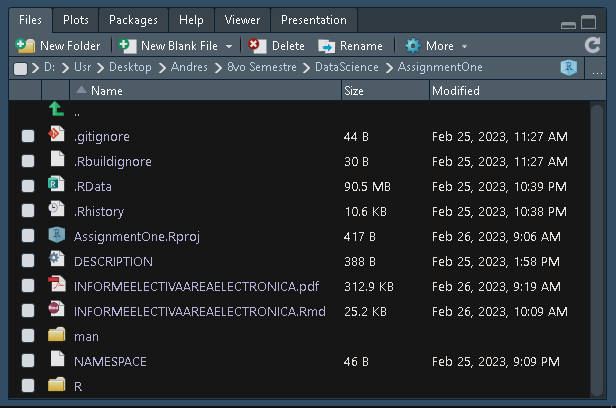 Files Plots Packages Help Viewer Presentation
New Folder New Blank File Delete Rename More
D: Usr Desktop Andres 8vo Semestre DataScience AssignmentOne R ...
Name Size Modified
..
.gitignore 44 B Feb 25, 2023, 11:27 AM
.Rbuildignore 30 B Feb 25, 2023, 11:27 AM
.RData 90.5 MB Feb 25, 2023, 10:39 PM
.Rhistory 10.6 KB Feb 25, 2023, 10:38 PM
AssignmentOne.Rproj 417 B Feb 26, 2023, 9:06 AM
DESCRIPTION 388 B Feb 25, 2023, 1:58 PM
INFORMEELECTIVAAREAELECTRONICA.pdf 312.9 KB Feb 26, 2023, 9:19 AM
INFORMEELECTIVAAREAELECTRONICA.Rmd 25.2 KB Feb 26, 2023, 10:09 AM
man
NAMESPACE 46 B Feb 25, 2023, 9:09 PM
R